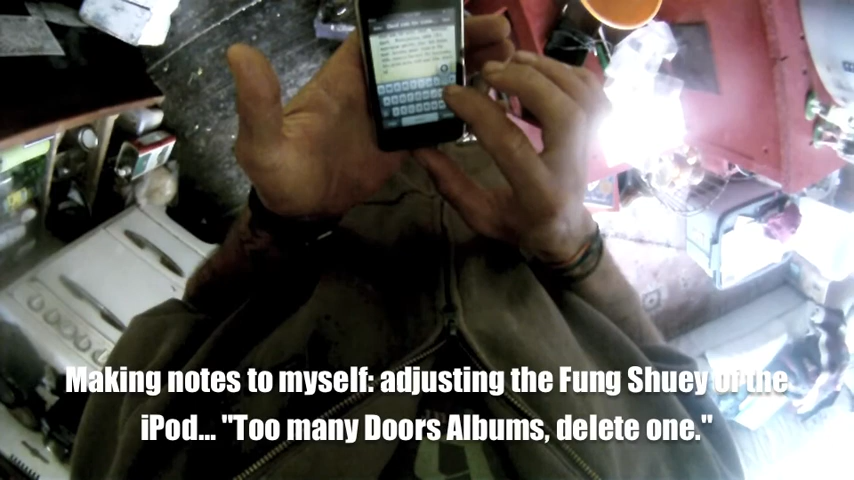 Making notes to myself: adjusting the Fung Shuey of the
iPod... "Too many Doors Albums, delete one."